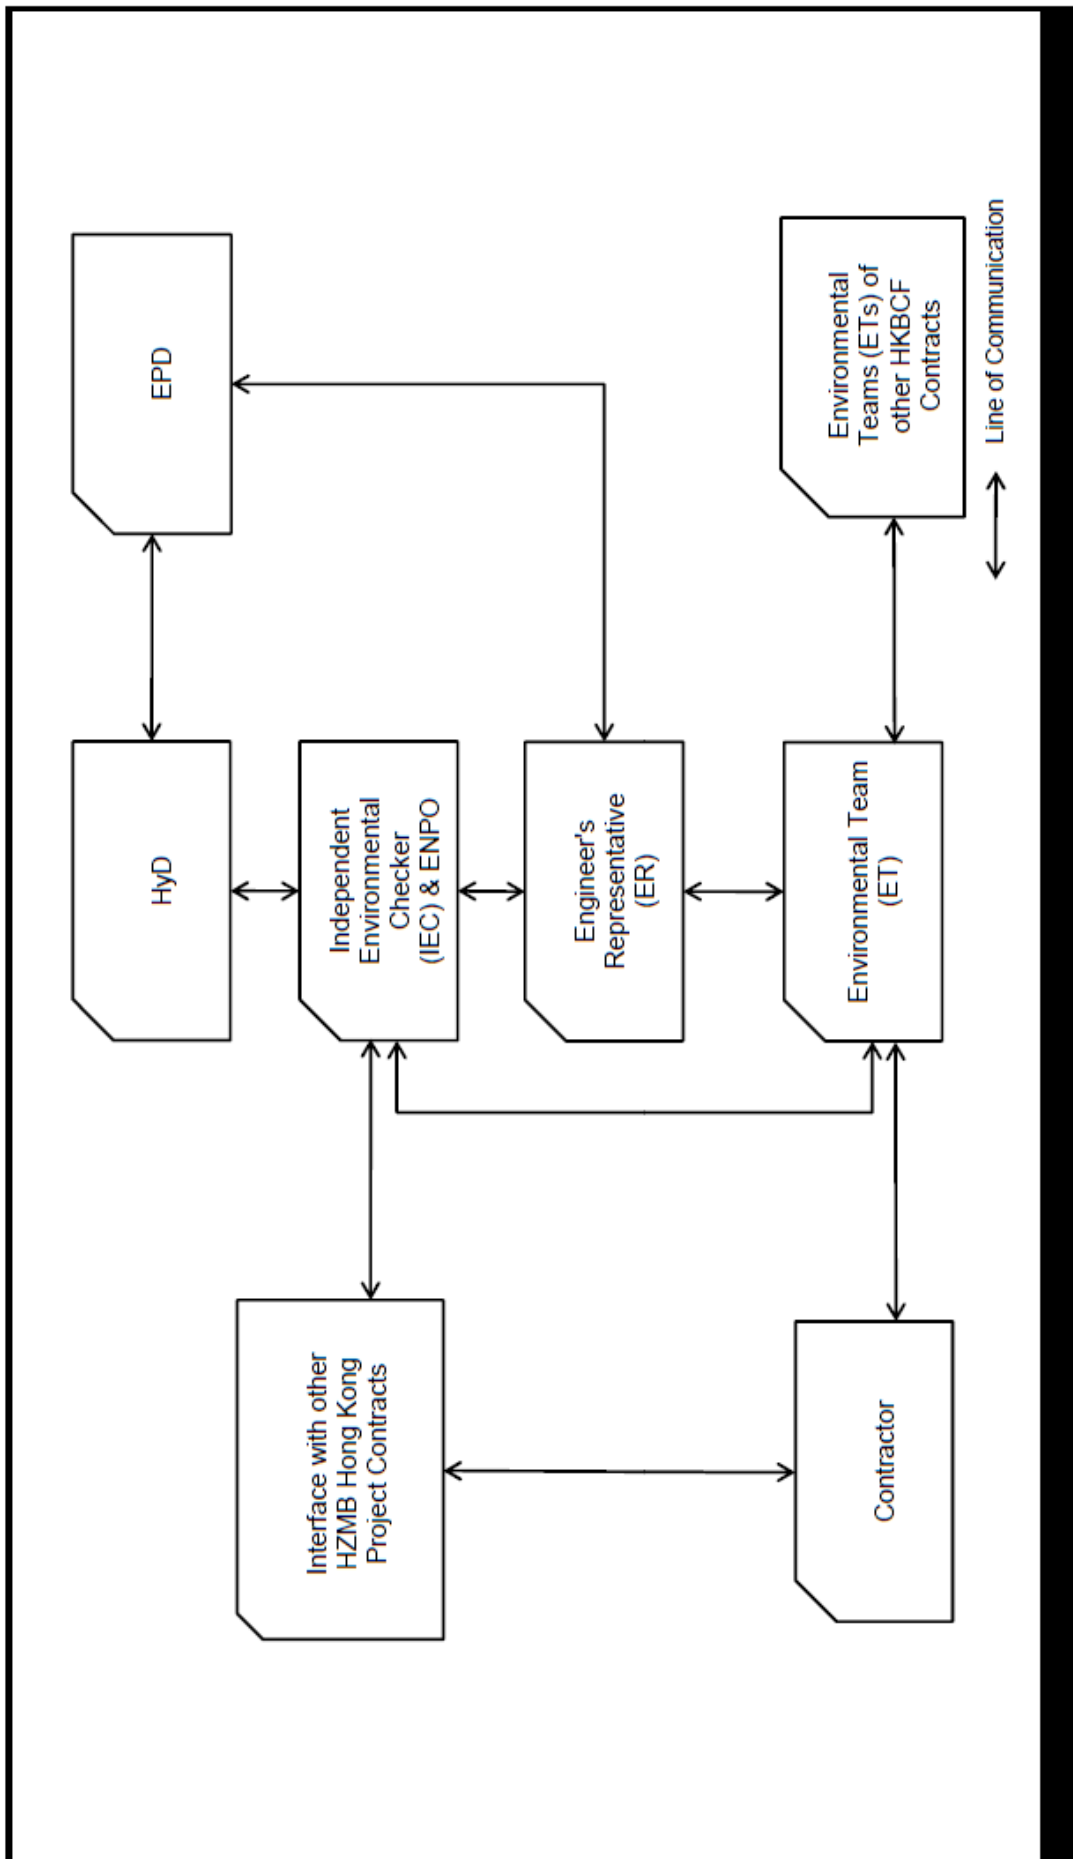 HyD
EPD
Interface with other
HZMB Hong Kong
Project Contracts
Independent
Environmental
Checker
(IEC) & ENPO
Engineer's
Representative
(ER)
Contractor
Environmental Team
(ET)
Environmental
Teams (ETs) of
other HKBCF
Contracts
Line of Communication